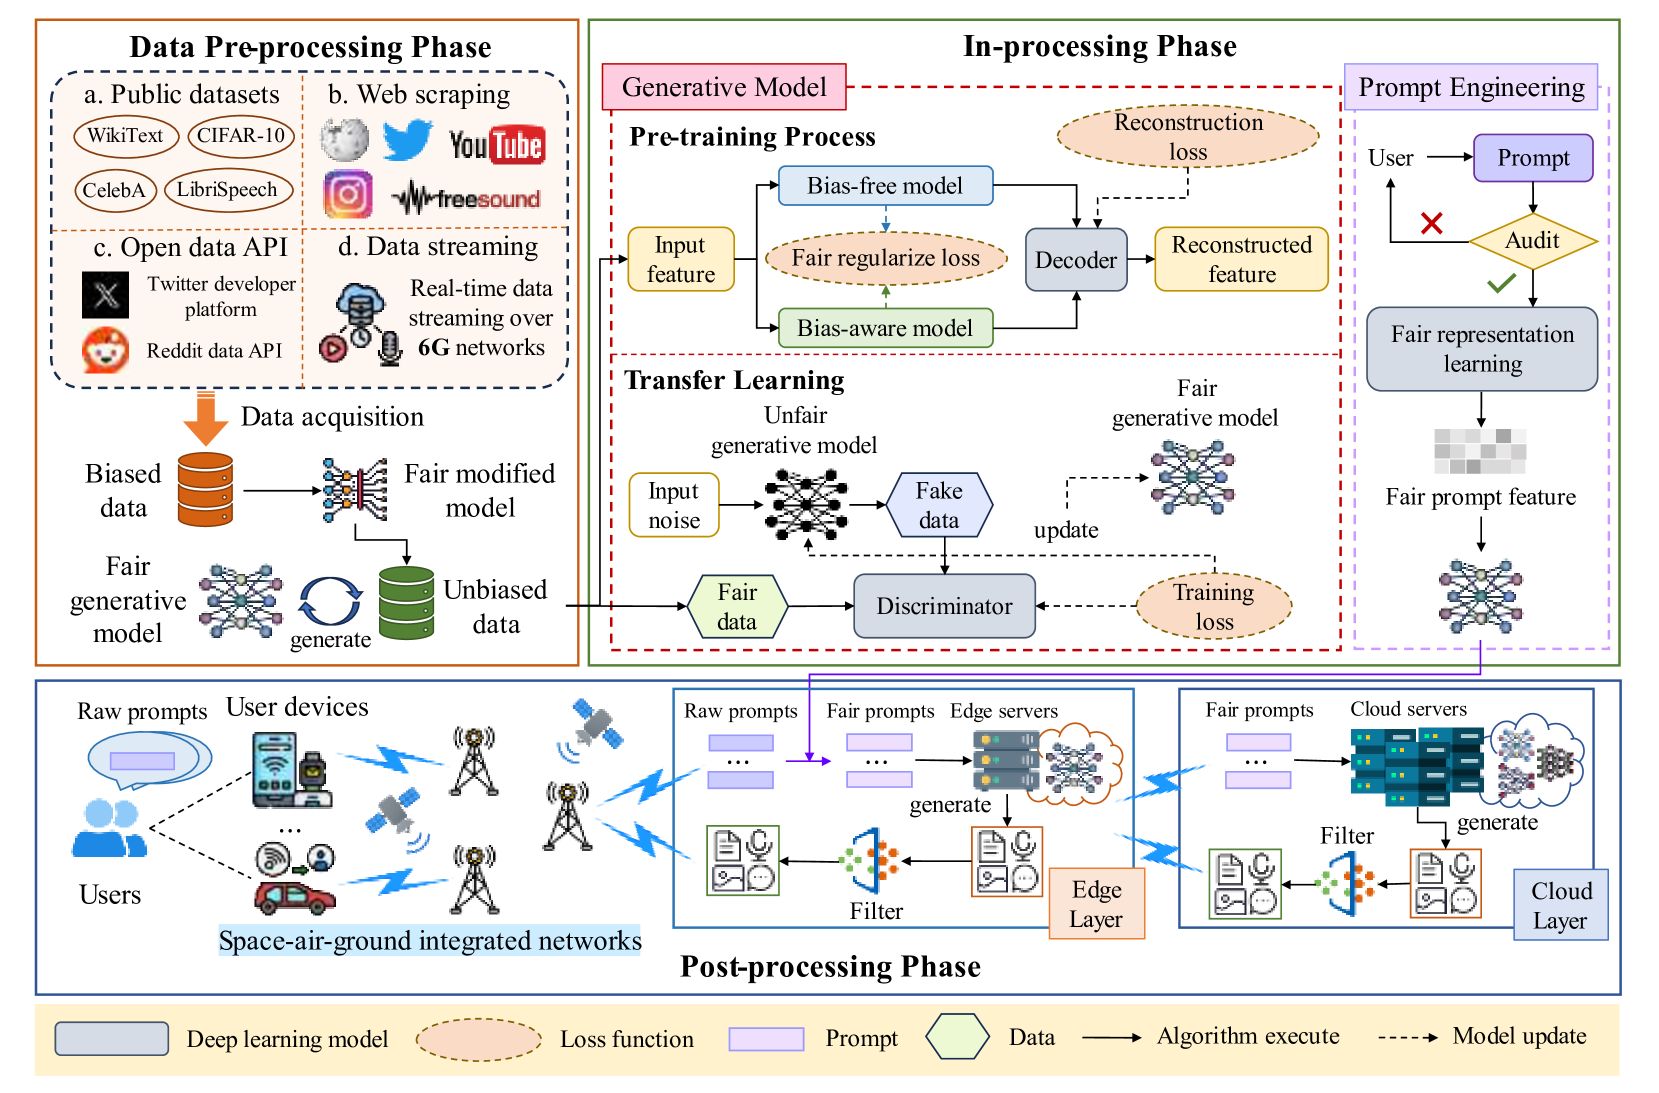 Data Pre-processing Phase
a. Public datasets
WikiText
CIFAR-10
CelebA
LibriSpeech
b. Web scraping
YouTube
freesound
c. Open data API
Twitter developer
platform
Reddit data API
d. Data streaming
Real-time data
streaming over
6G networks
Data acquisition
Biased
data
Fair modified
model
Fair
generative
model
generate
Unbiased
data
In-processing Phase
Generative Model
Pre-training Process
Reconstruction
loss
Bias-free model
Input
feature
Fair regularize loss
Decoder
Reconstructed
feature
Bias-aware model
Transfer Learning
Unfair
generative model
Fair
generative model
Input
noise
Fake
data
update
Fair
data
Discriminator
Training
loss
Prompt Engineering
User
Prompt
Audit
Fair representation
learning
Fair prompt feature
Raw prompts
User devices
...
Users
Space-air-ground integrated networks
Raw prompts
Fair prompts
Edge servers
...
...
generate
Filter
Edge
Layer
Fair prompts
Cloud servers
...
generate
Filter
Cloud
Layer
Post-processing Phase
Deep learning model
Loss function
Prompt
Data
Algorithm execute
Model update